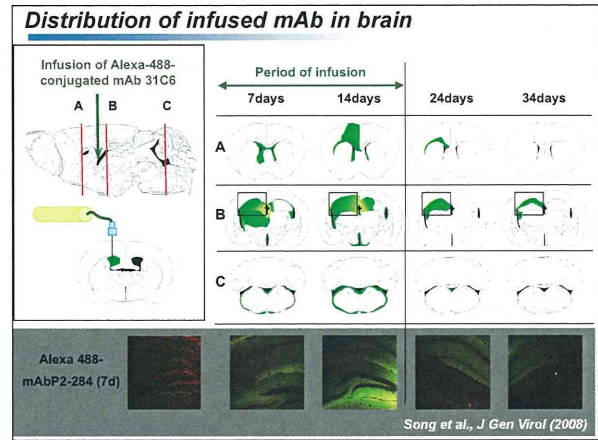 Distribution of infused mAb in brain
Infusion of Alexa-488-
conjugated mAb 31C6
A B C
Period of infusion
7days 14days 24days 34days
A
B
C
Alexa 488-
mAbP2-284 (7d)
Song et al., J Gen Virol (2008)